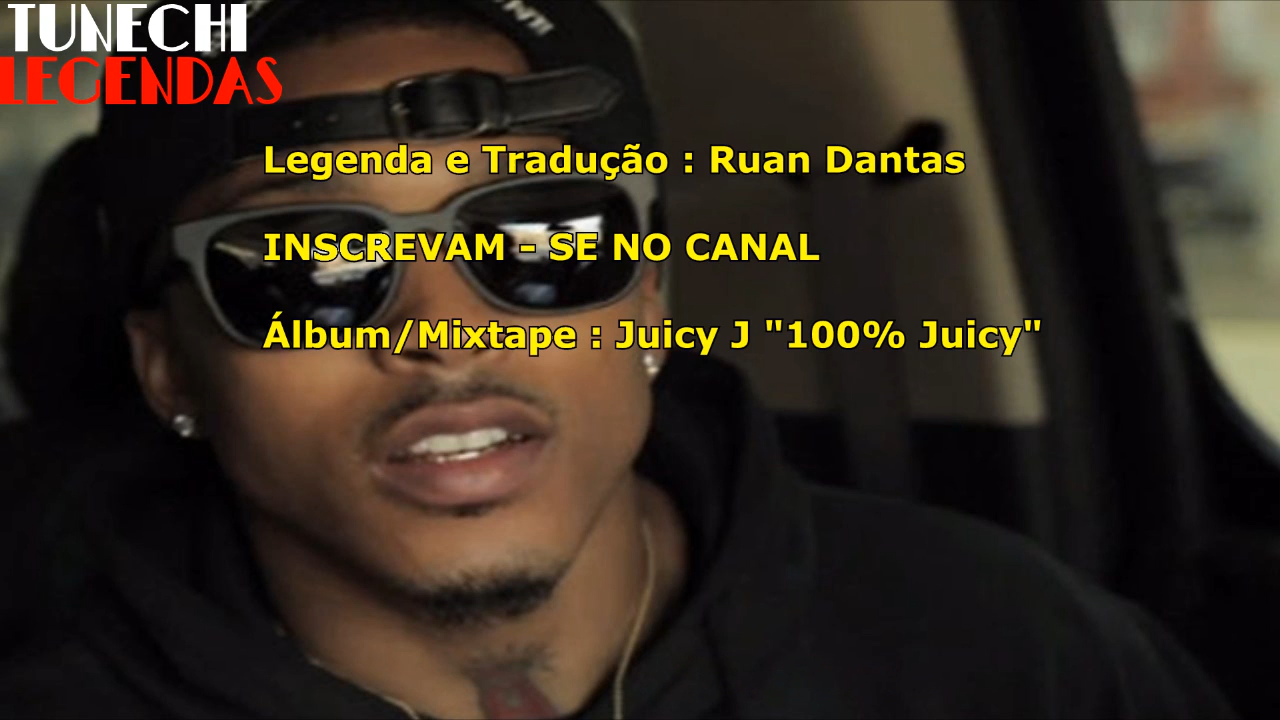 TUNECHI
LEGENDAS
Legenda e Tradução : Ruan Dantas
INSCREVAM - SE NO CANAL
Álbum/Mixtape : Juicy J "100% Juicy"